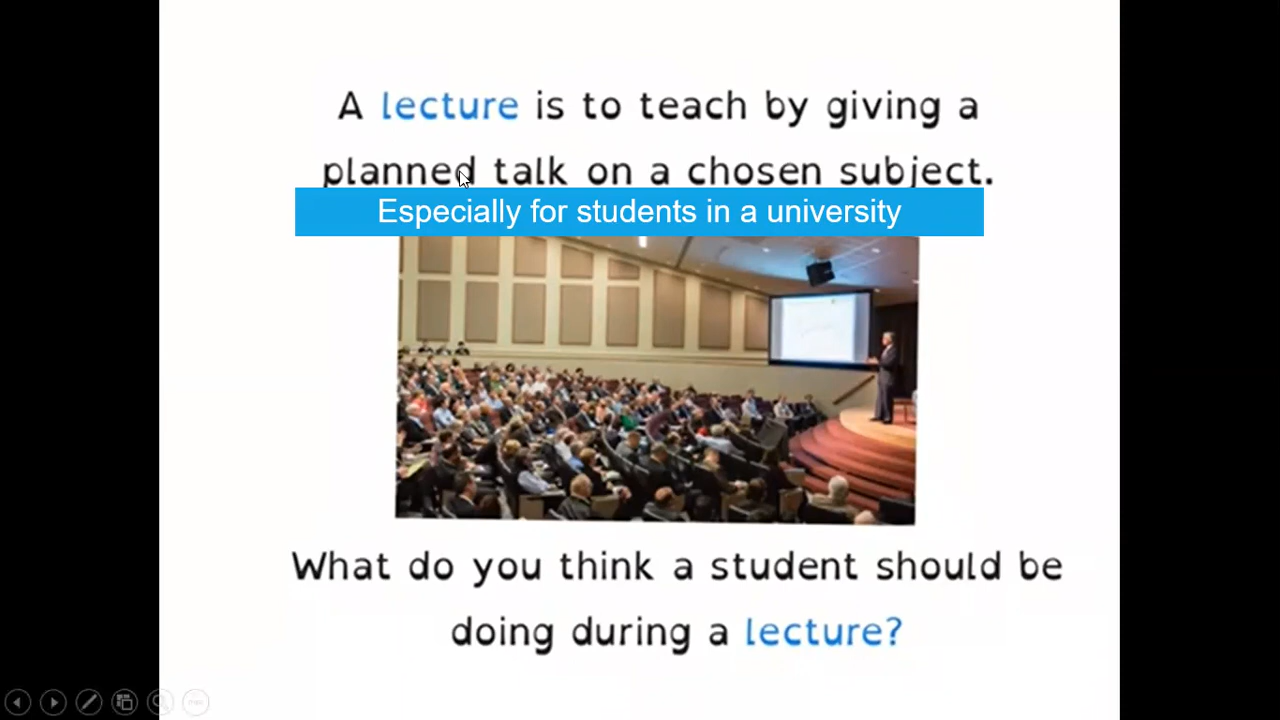 A lecture is to teach by giving a
planned talk on a chosen subject.
Especially for students in a university
What do you think a student should be
doing during a lecture?